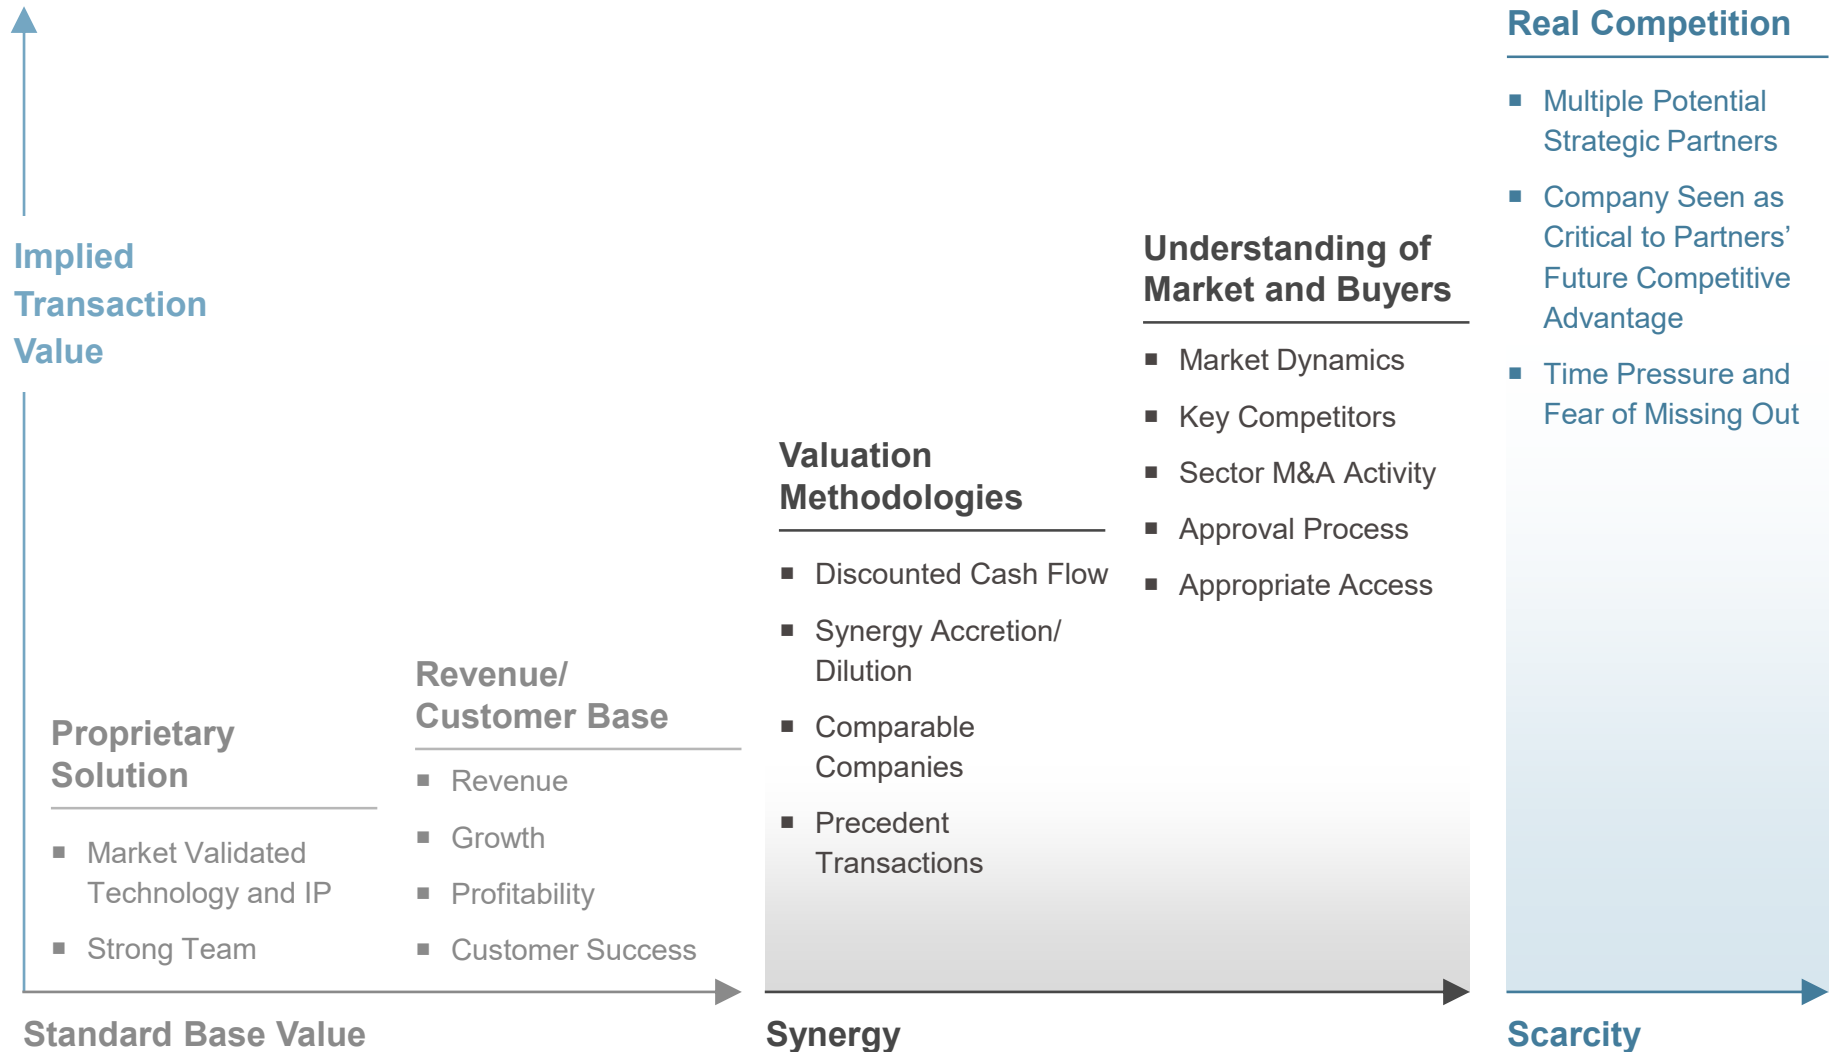 Implied
Transaction
Value
Proprietary
Solution
▪ Market Validated
Technology and IP
▪ Strong Team
Revenue/
Customer Base
▪ Revenue
▪ Growth
▪ Profitability
▪ Customer Success
Valuation
Methodologies
▪ Discounted Cash Flow
▪ Synergy Accretion/
Dilution
▪ Comparable
Companies
▪ Precedent
Transactions
Understanding of
Market and Buyers
▪ Market Dynamics
▪ Key Competitors
▪ Sector M&A Activity
▪ Approval Process
▪ Appropriate Access
Real Competition
▪ Multiple Potential
Strategic Partners
▪ Company Seen as
Critical to Partners’
Future Competitive
Advantage
▪ Time Pressure and
Fear of Missing Out
Standard Base Value
Synergy
Scarcity